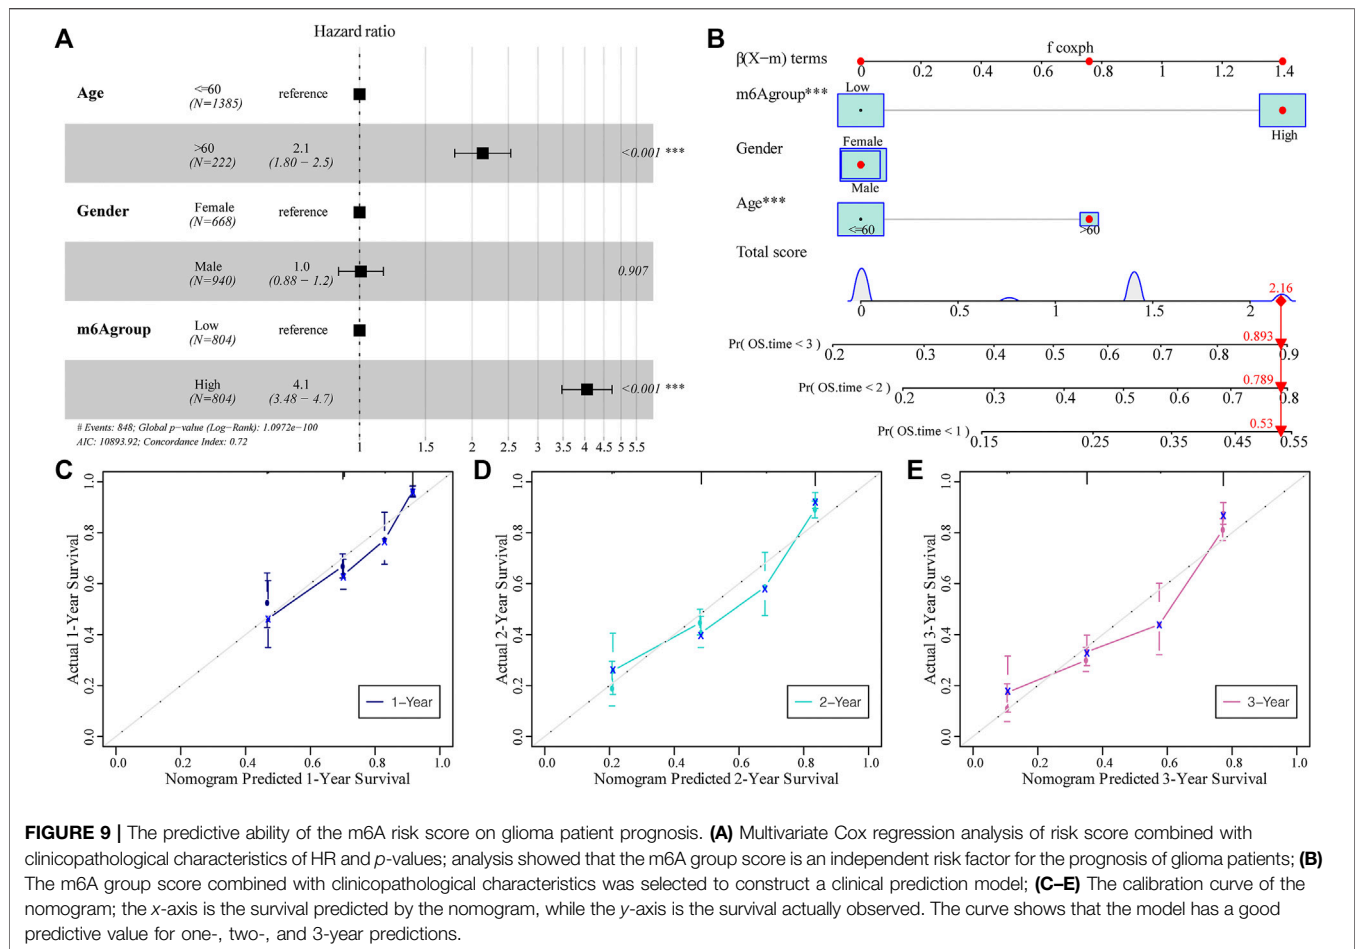 A
Hazard ratio
Age
<=60
(N=1385)
reference
>60
(N=222)
2.1
(1.80 − 2.5)
<0.001 ***
Gender
Female
(N=668)
reference
Male
(N=940)
1.0
(0.88 − 1.2)
0.907
m6Agroup
Low
(N=804)
reference
High
(N=804)
4.1
(3.48 − 4.7)
<0.001 ***
# Events: 848; Global p−value (Log−Rank): 1.0972e−100
AIC: 10893.92; Concordance Index: 0.72
1 1.5 2 2.5 3 3.5 4 4.5 5 5.5
B
f coxph
β(X−m) terms
0 0.2 0.4 0.6 0.8 1 1.2 1.4
m6Agroup***
Low
High
Gender
Female
Male
Age***
<=60
>60
Total score
2.16
0 0.5 1 1.5 2
0.893
Pr( OS.time < 3 )
0.2 0.3 0.4 0.5 0.6 0.7 0.8 0.9
0.789
Pr( OS.time < 2 )
0.2 0.3 0.4 0.5 0.6 0.7 0.8
0.53
Pr( OS.time < 1 )
0.15 0.25 0.35 0.45 0.55
C
Actual 1-Year Survival
0.0 0.2 0.4 0.6 0.8 1.0
1−Year
0.0 0.2 0.4 0.6 0.8 1.0
Nomogram Predicted 1-Year Survival
D
Actual 2-Year Survival
0.0 0.2 0.4 0.6 0.8 1.0
2−Year
0.0 0.2 0.4 0.6 0.8 1.0
Nomogram Predicted 2-Year Survival
E
Actual 3-Year Survival
0.0 0.2 0.4 0.6 0.8 1.0
3−Year
0.0 0.2 0.4 0.6 0.8 1.0
Nomogram Predicted 3-Year Survival
FIGURE 9 | The predictive ability of the m6A risk score on glioma patient prognosis. (A) Multivariate Cox regression analysis of risk score combined with
clinicopathological characteristics of HR and p-values; analysis showed that the m6A group score is an independent risk factor for the prognosis of glioma patients; (B)
The m6A group score combined with clinicopathological characteristics was selected to construct a clinical prediction model; (C–E) The calibration curve of the
nomogram; the x-axis is the survival predicted by the nomogram, while the y-axis is the survival actually observed. The curve shows that the model has a good
predictive value for one-, two-, and 3-year predictions.